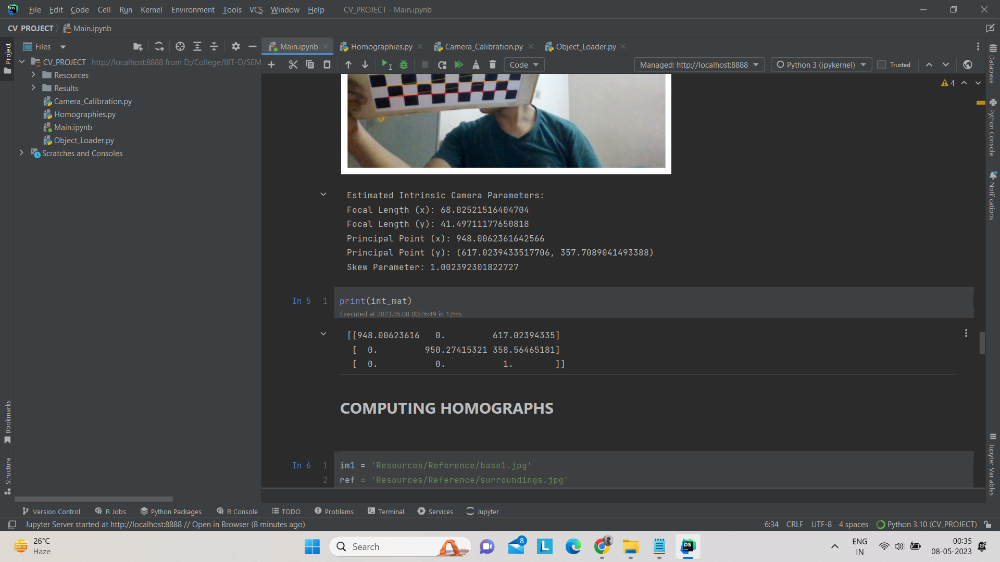 File Edit Code Cell Run Kernel Environment Tools VCS Window Help CV_PROJECT - Main.ipynb
CV_PROJECT Main.ipynb
Project
Files
CV_PROJECT http://localhost:8888 from D:/College/IIIT-D/SEM
Resources
Results
Camera_Calibration.py
Homographies.py
Main.ipynb
Object_Loader.py
Scratches and Consoles
Bookmarks
Structure
Main.ipynb Homographies.py Camera_Calibration.py Object_Loader.py
Code Managed: http://localhost:8888 Python 3 (ipykernel) Trusted
4
Estimated Intrinsic Camera Parameters:
Focal Length (x): 68.02521516404704
Focal Length (y): 41.49711177650818
Principal Point (x): 948.0062361642566
Principal Point (y): (617.0239433517706, 357.7089041493388)
Skew Parameter: 1.002392301822727
In 5 1 print(int_mat)
Executed at 2023.05.08 00:26:49 in 12ms
[[948.00623616 0. 617.02394335]
[ 0. 950.27415321 358.56465181]
[ 0. 0. 1. ]]
COMPUTING HOMOGRAPHS
In 6 1 im1 = 'Resources/Reference/base1.jpg'
2 ref = 'Resources/Reference/surroundings.jpg'
Database
Python Console
Notifications
Jupyter Variables
Version Control R Jobs Python Packages R Console TODO Problems Terminal Services Jupyter
Jupyter Server started at http://localhost:8888 // Open in Browser (8 minutes ago) 6:34 CRLF UTF-8 4 spaces Python 3.10 (CV_PROJECT)
26°C
Haze
Search
8
L
DS
ENG
IN
00:35
08-05-2023